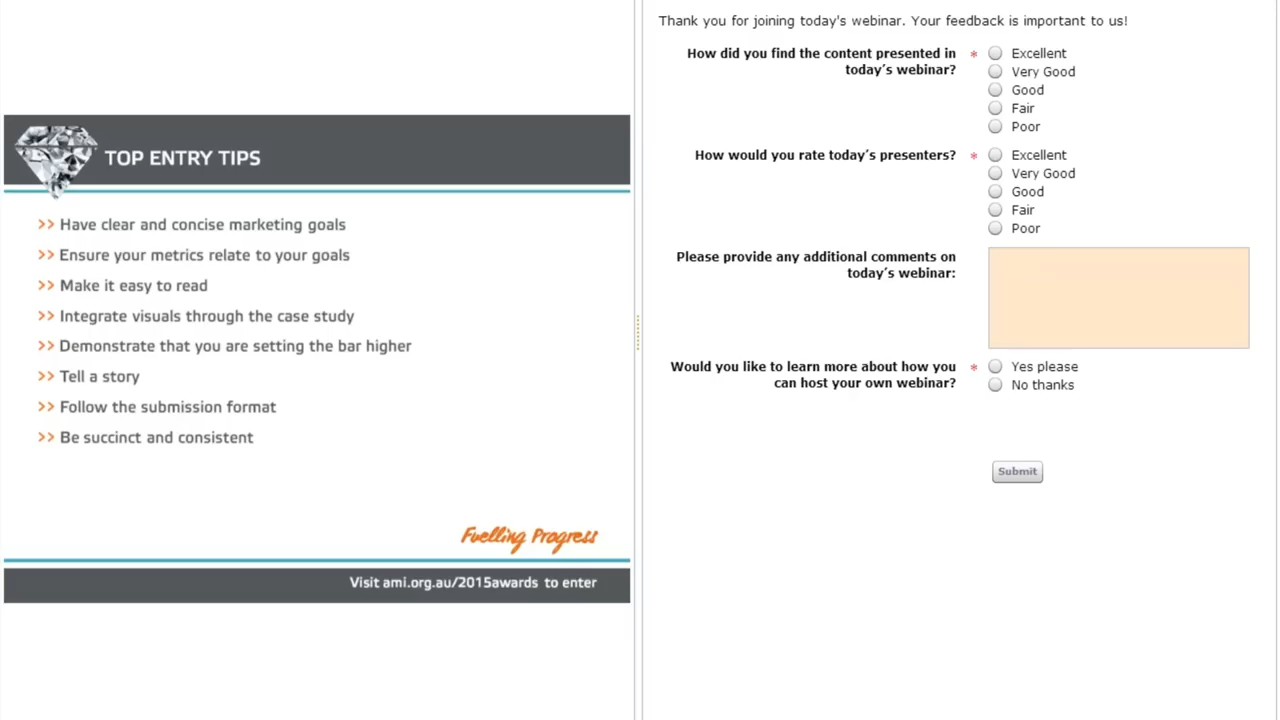 TOP ENTRY TIPS
>> Have clear and concise marketing goals
>> Ensure your metrics relate to your goals
>> Make it easy to read
>> Integrate visuals through the case study
>> Demonstrate that you are setting the bar higher
>> Tell a story
>> Follow the submission format
>> Be succinct and consistent
Fuelling Progress
Visit ami.org.au/2015awards to enter
Thank you for joining today's webinar. Your feedback is important to us!
How did you find the content presented in
today’s webinar?
*
Excellent
Very Good
Good
Fair
Poor
How would you rate today’s presenters?
*
Excellent
Very Good
Good
Fair
Poor
Please provide any additional comments on
today’s webinar:
Would you like to learn more about how you
can host your own webinar?
*
Yes please
No thanks
Submit